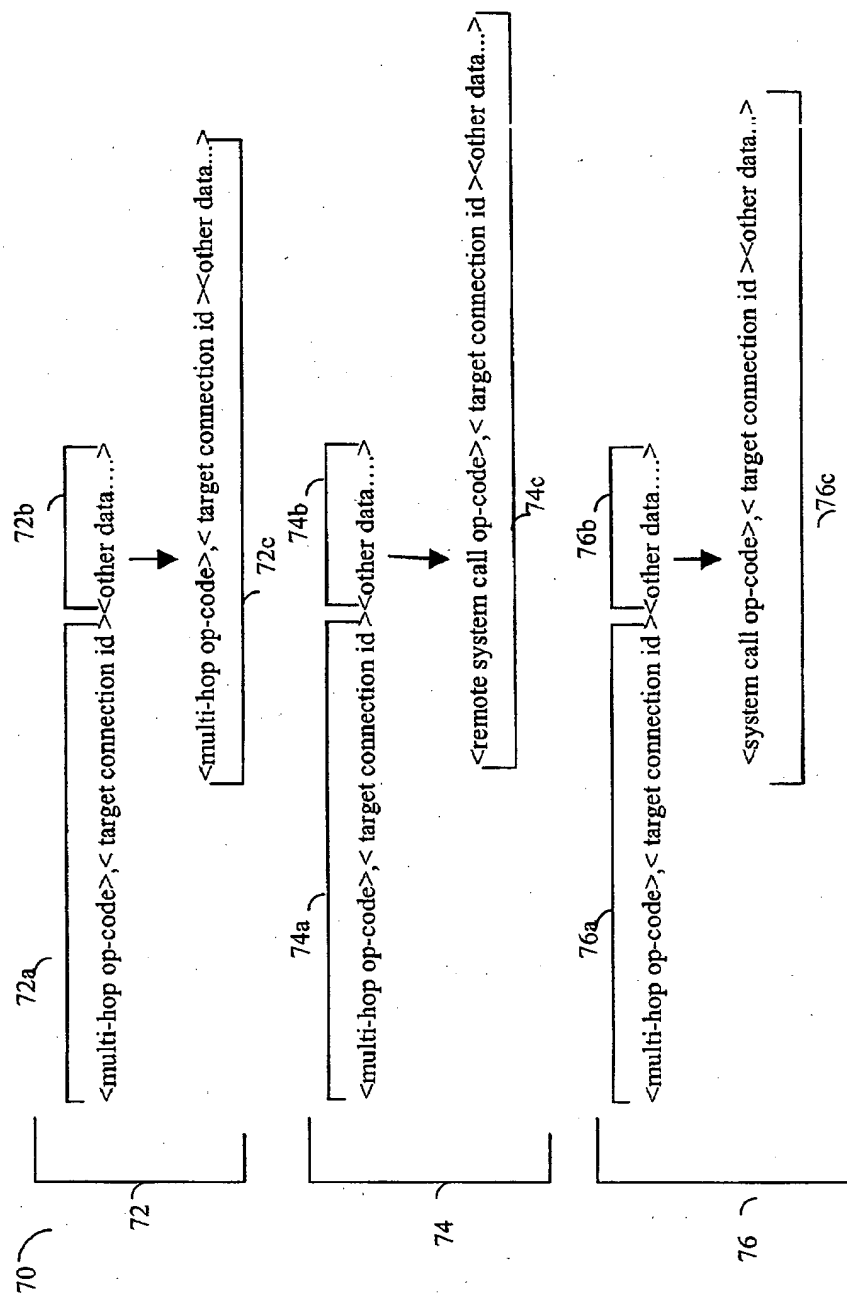 70
72
72a
72b
<multi-hop op-code>,< target connection id ><other data....>
<multi-hop op-code>,< target connection id ><other data...>
72c
74
74a
74b
<multi-hop op-code>,< target connection id ><other data....>
<remote system call op-code>,< target connection id ><other data...>
74c
76
76a
76b
<multi-hop op-code>,< target connection id ><other data....>
<system call op-code>,< target connection id ><other data...>
76c